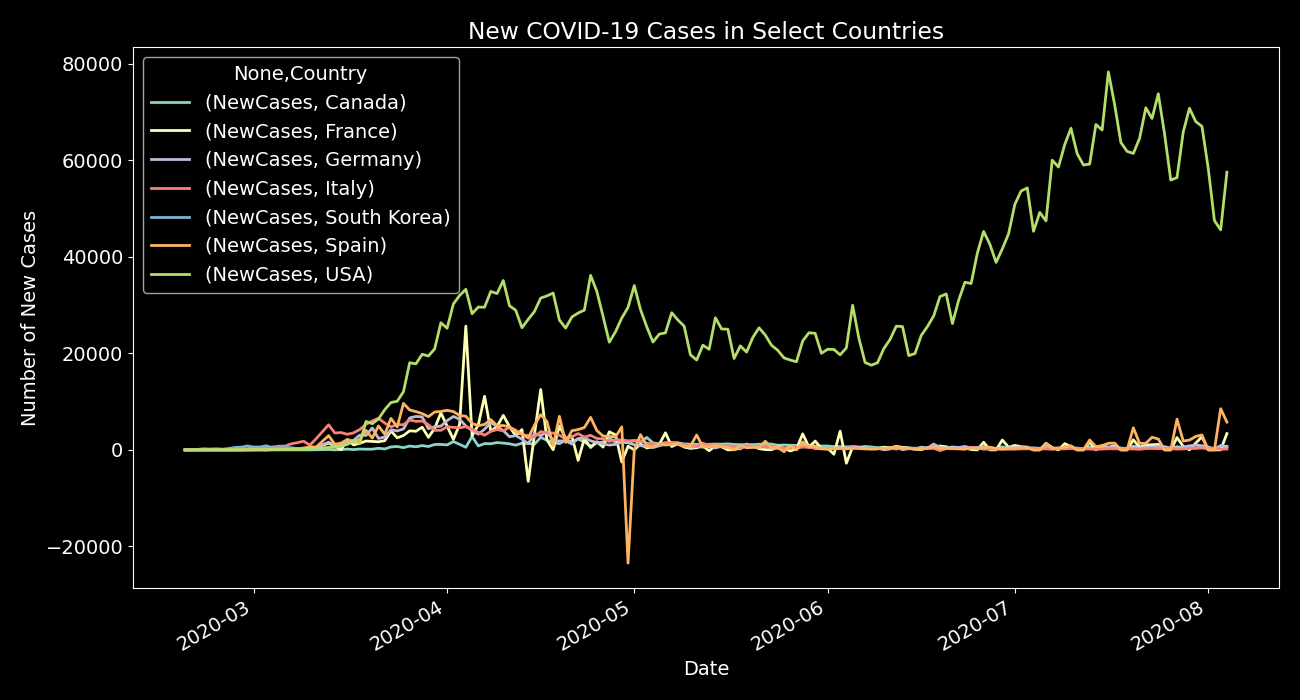 New COVID-19 Cases in Select Countries
80000
60000
40000
20000
0
−20000
Number of New Cases
None,Country
(NewCases, Canada)
(NewCases, France)
(NewCases, Germany)
(NewCases, Italy)
(NewCases, South Korea)
(NewCases, Spain)
(NewCases, USA)
2020-03
2020-04
2020-05
2020-06
2020-07
2020-08
Date